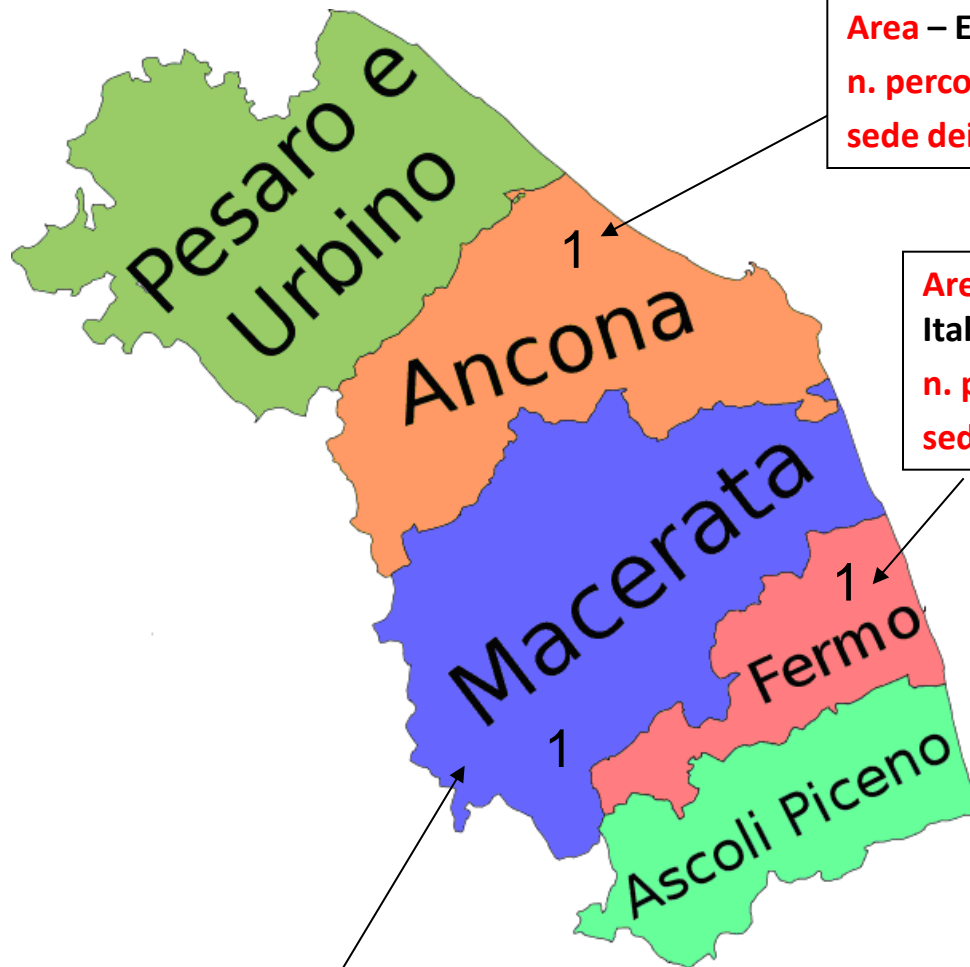 Area – E
n. perco
sede dei
Pesaro e
Urbino
1
Ancona
Are
Ital
n. p
sed
Macerata
1
Fermo
1
Ascoli Piceno